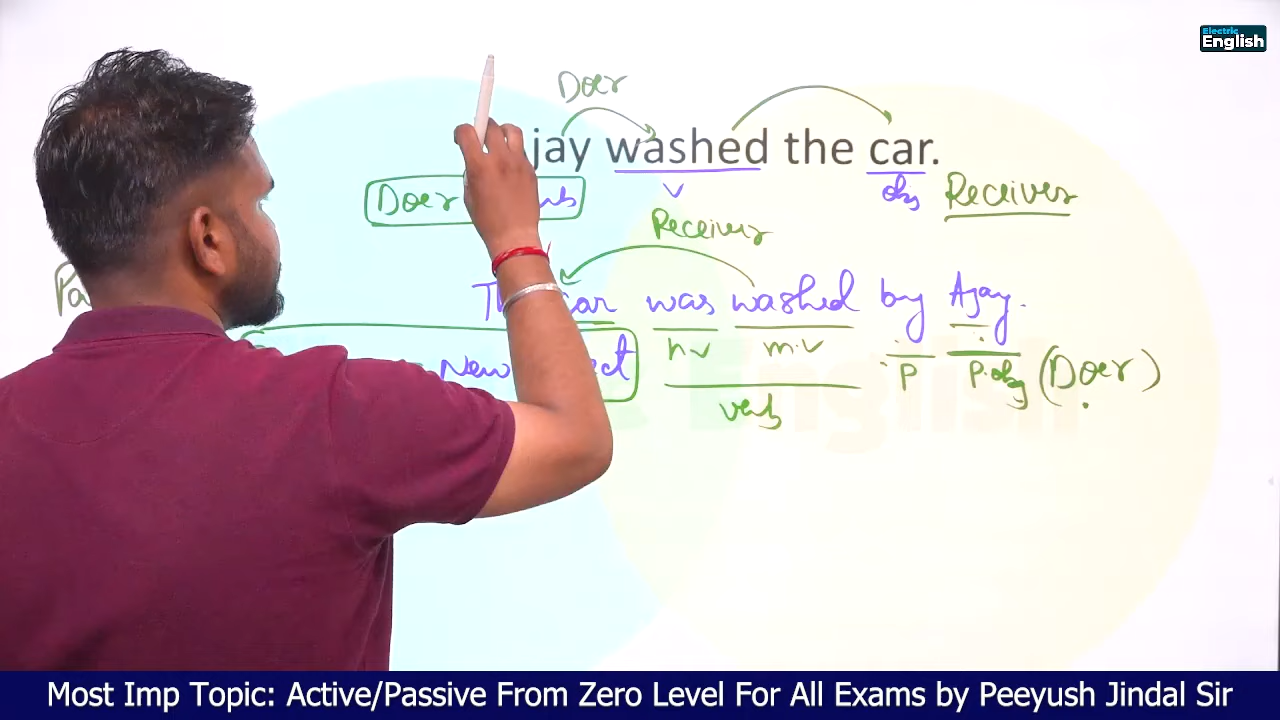 Electric
English
Doer
jay washed the car.
Doer v obj Receiver
Receiver
car was washed by Ajay.
New h.v m.v P P.obj (Doer)
verb
Most Imp Topic: Active/Passive From Zero Level For All Exams by Peeyush Jindal Sir